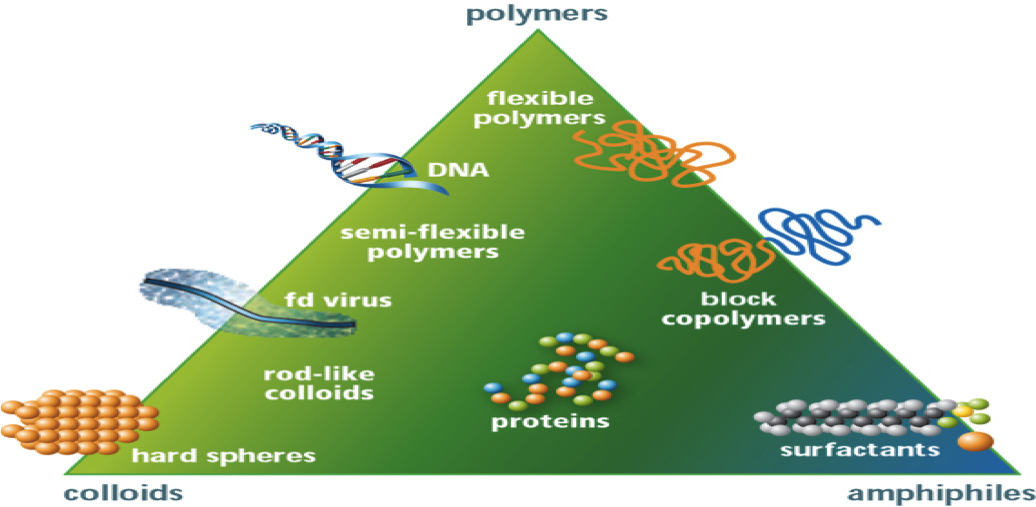 polymers
flexible
polymers
DNA
semi-flexible
polymers
fd virus
block
copolymers
rod-like
colloids
proteins
hard spheres
surfactants
colloids
amphiphiles